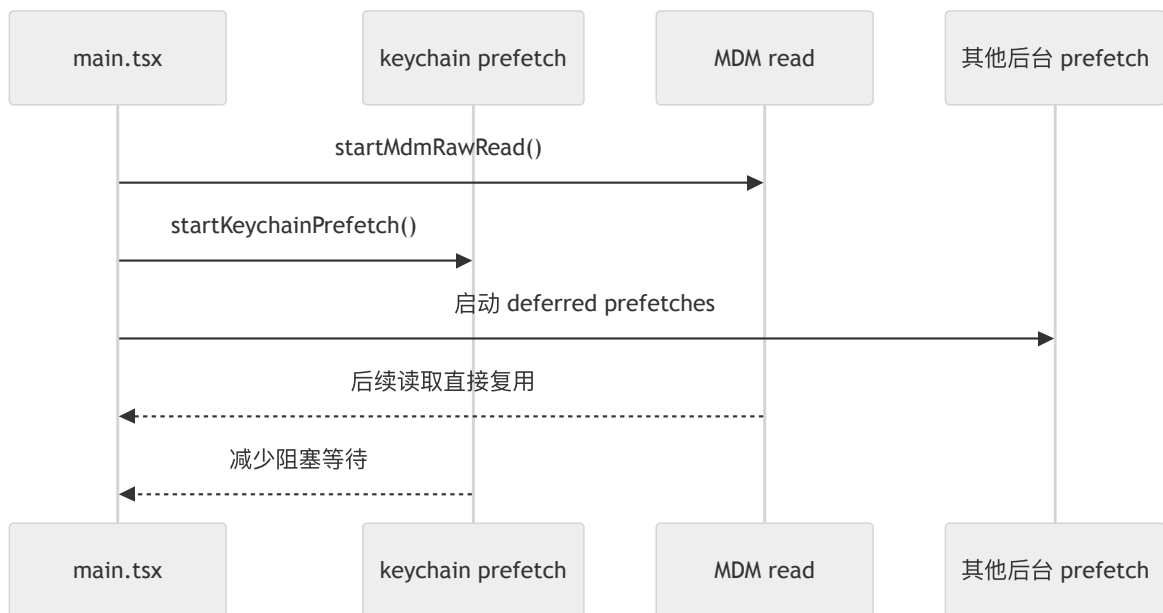 main.tsx
keychain prefetch
MDM read
其他后台 prefetch
startMdmRawRead()
startKeychainPrefetch()
启动 deferred prefetches
后续读取直接复用
减少阻塞等待
main.tsx
keychain prefetch
MDM read
其他后台 prefetch